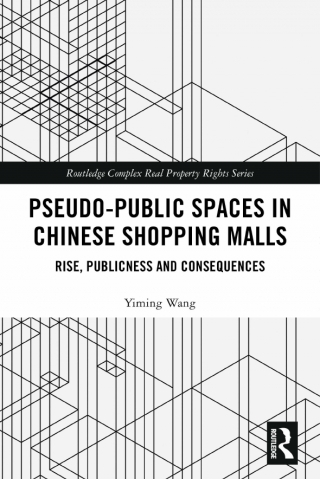 Routledge Complex Real Property Rights Series
PSEUDO-PUBLIC SPACES IN
CHINESE SHOPPING MALLS
RISE, PUBLICNESS AND CONSEQUENCES
Yiming Wang
ROUTLEDGE